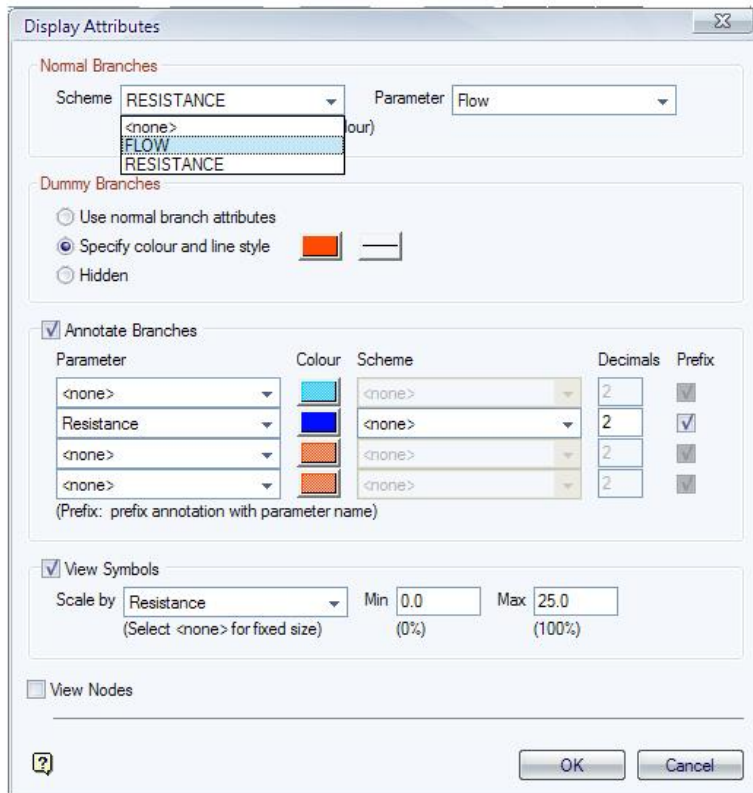 Display Attributes
Normal Branches
Scheme RESISTANCE Parameter Flow
<none> lour)
FLOW
RESISTANCE
Dummy Branches
Use normal branch attributes
Specify colour and line style
Hidden
Annotate Branches
Parameter Colour Scheme Decimals Prefix
<none> <none> 2
Resistance <none> 2
<none> <none> 2
<none> <none> 2
(Prefix: prefix annotation with parameter name)
View Symbols
Scale by Resistance Min 0.0 Max 25.0
(Select <none> for fixed size) (0%) (100%)
View Nodes
? OK Cancel